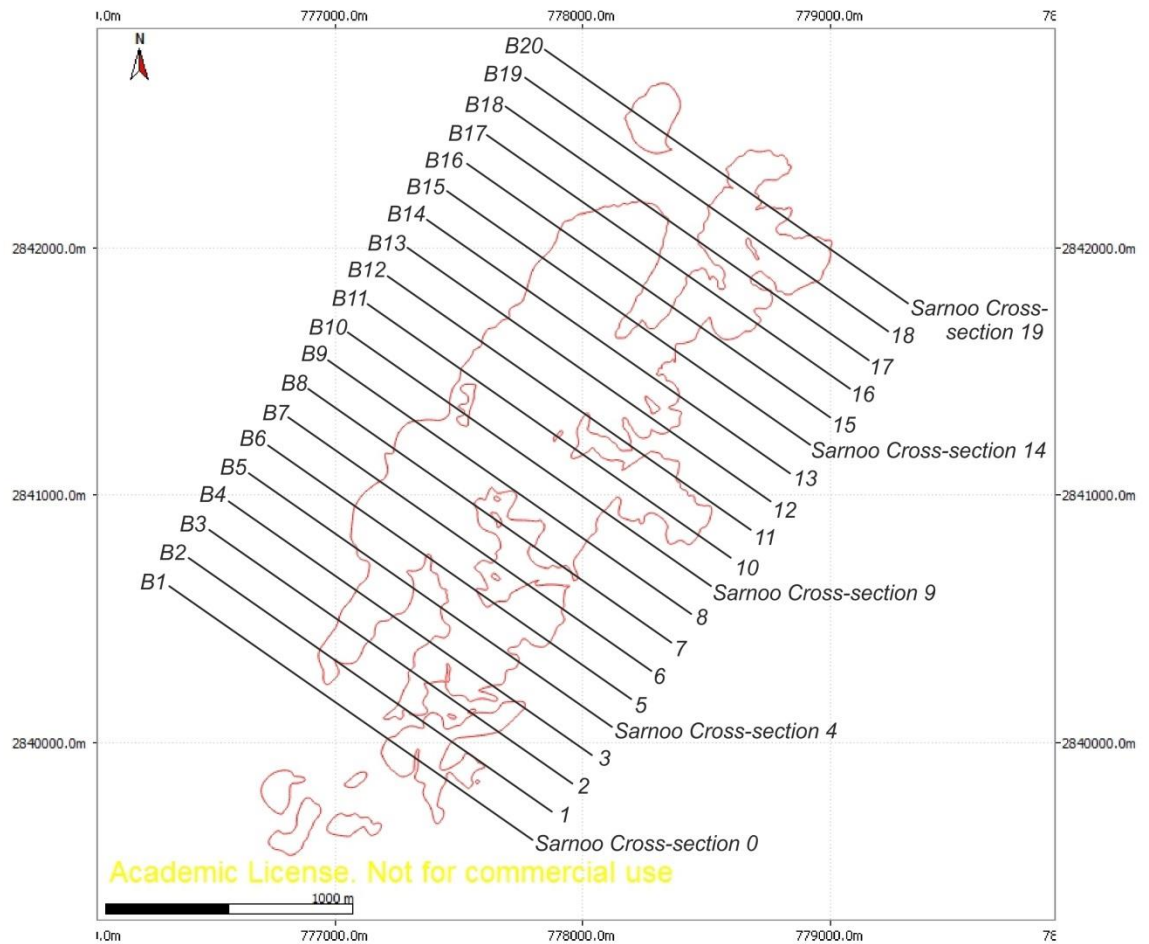 0.0m 777000.0m 778000.0m 779000.0m 78
N
B20
B19
B18
B17
B16
B15
B14
B13
B12
B11
B10
B9
B8
B7
B6
B5
B4
B3
B2
B1
2842000.0m
2842000.0m
2841000.0m
2841000.0m
2840000.0m
2840000.0m
Sarnoo Cross-
section 19
18
17
16
15
Sarnoo Cross-section 14
13
12
11
10
Sarnoo Cross-section 9
8
7
6
5
Sarnoo Cross-section 4
3
2
1
Sarnoo Cross-section 0
Academic License. Not for commercial use
1000 m
0.0m 777000.0m 778000.0m 779000.0m 78